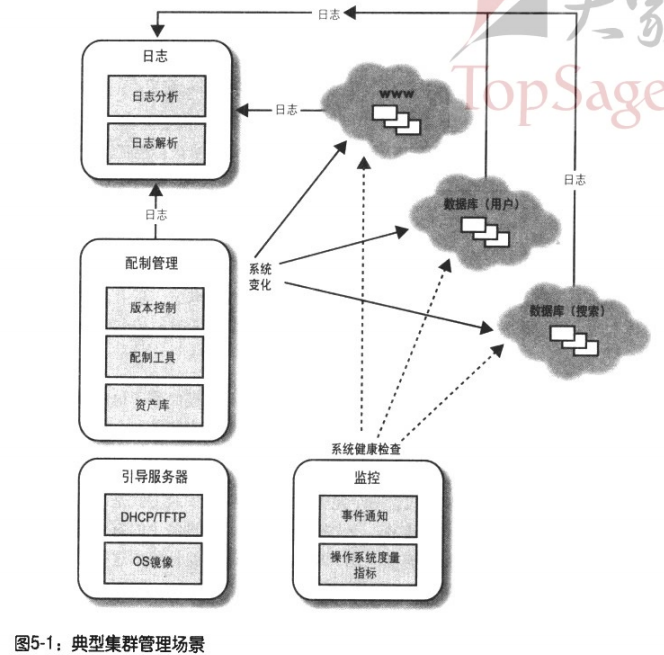 日志
大家
TopSage
日志
日志分析
日志解析
日志
www
日志
日志
数据库（用户）
配制管理
版本控制
配制工具
资产库
系统
变化
数据库（搜索）
系统健康检查
引导服务器
DHCP/TFTP
OS镜像
监控
事件通知
操作系统度量
指标
图5-1：典型集群管理场景